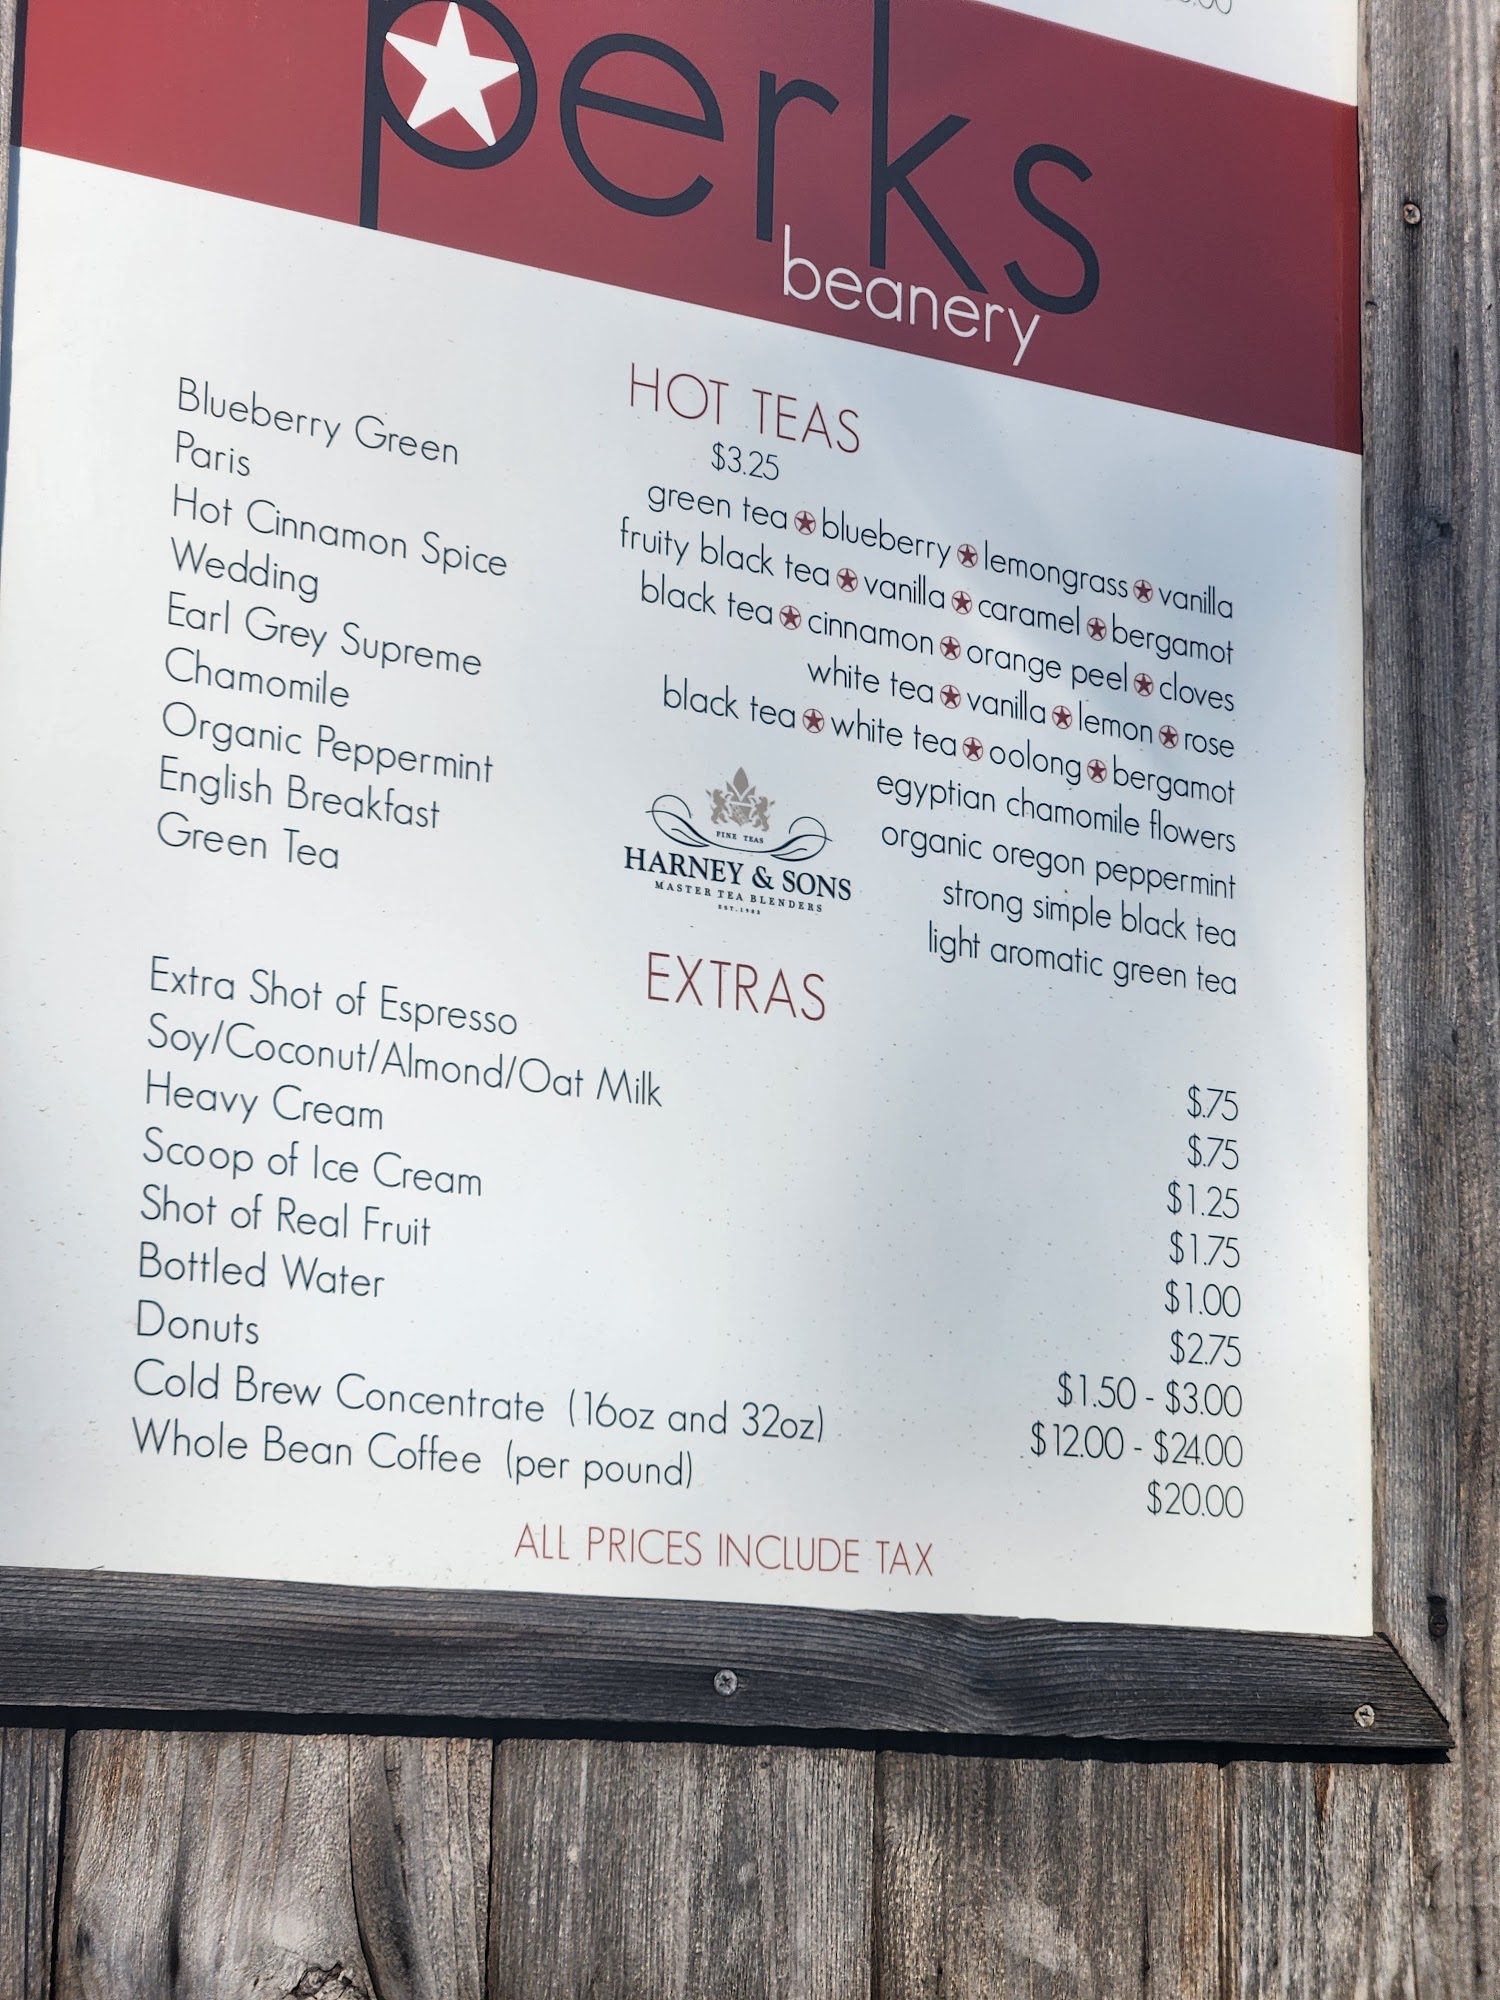 perks
beanery
HOT TEAS
$3.25
Blueberry Green green tea blueberry lemongrass vanilla
Paris fruity black tea vanilla caramel bergamot
Hot Cinnamon Spice black tea cinnamon orange peel cloves
Wedding white tea vanilla lemon rose
Earl Grey Supreme black tea white tea oolong bergamot
Chamomile egyptian chamomile flowers
Organic Peppermint organic oregon peppermint
English Breakfast strong simple black tea
Green Tea light aromatic green tea
FINE TEAS
HARNEY & SONS
MASTER TEA BLENDERS
EST. 1983
EXTRAS
Extra Shot of Espresso $.75
Soy/Coconut/Almond/Oat Milk $.75
Heavy Cream $1.25
Scoop of Ice Cream $1.75
Shot of Real Fruit $1.00
Bottled Water $2.75
Donuts $1.50 - $3.00
Cold Brew Concentrate (16oz and 32oz) $12.00 - $24.00
Whole Bean Coffee (per pound) $20.00
ALL PRICES INCLUDE TAX